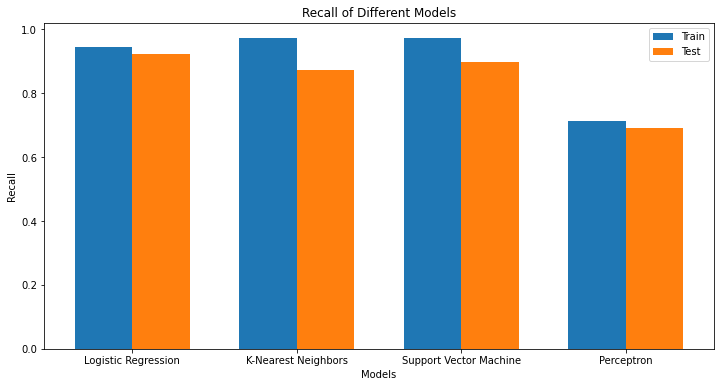 Recall of Different Models
Train
Test
1.0
0.8
0.6
0.4
0.2
0.0
Recall
Logistic Regression
K-Nearest Neighbors
Support Vector Machine
Perceptron
Models